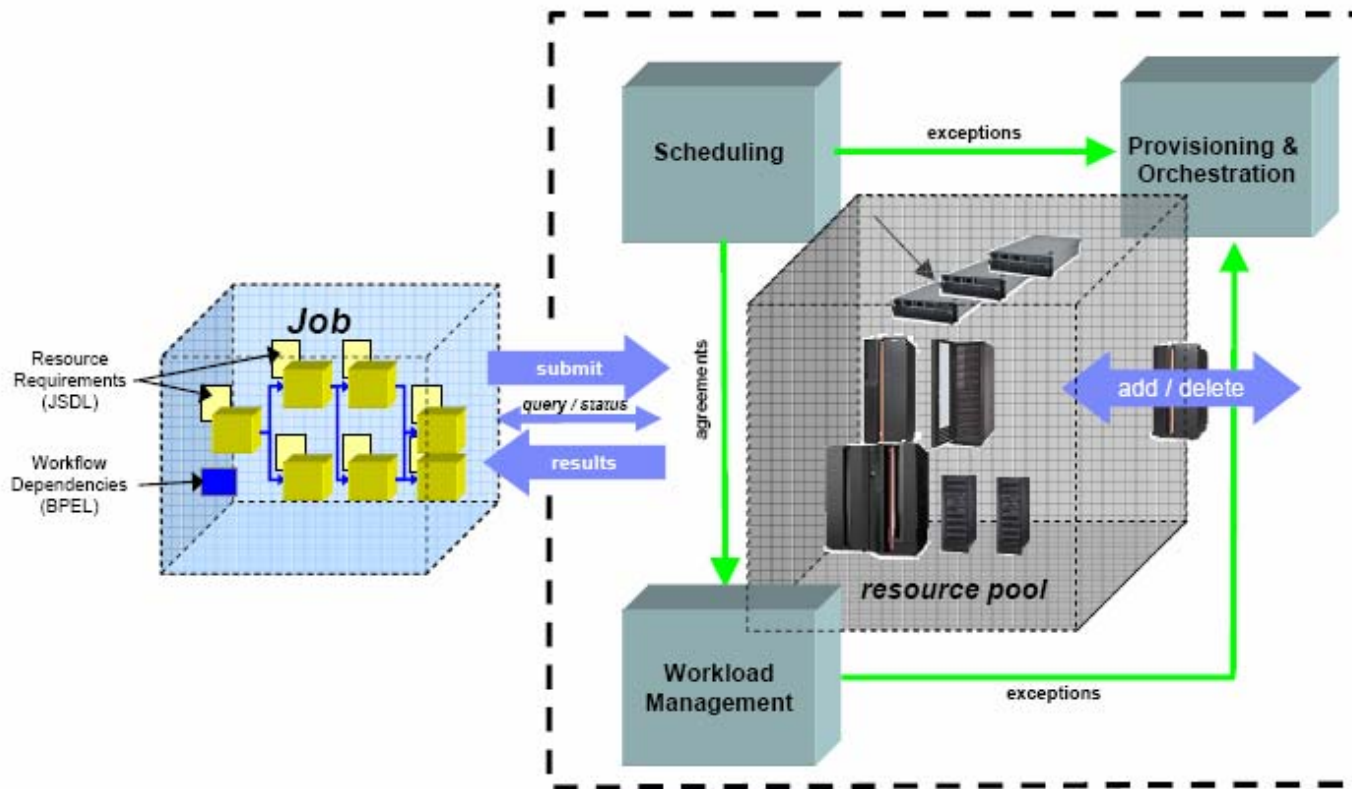 Scheduling
exceptions
Provisioning &
Orchestration
Job
Resource
Requirements
(JSDL)
Workflow
Dependencies
(BPEL)
submit
query / status
results
agreements
add / delete
resource pool
Workload
Management
exceptions